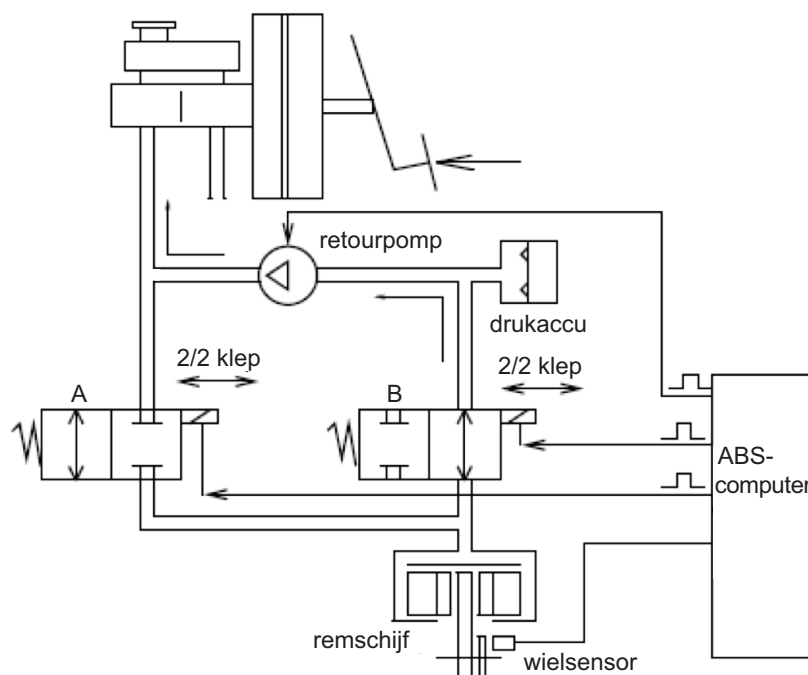 retourpomp
drukaccu
2/2 klep
2/2 klep
A
B
ABS-
computer
remschijf
wielsensor